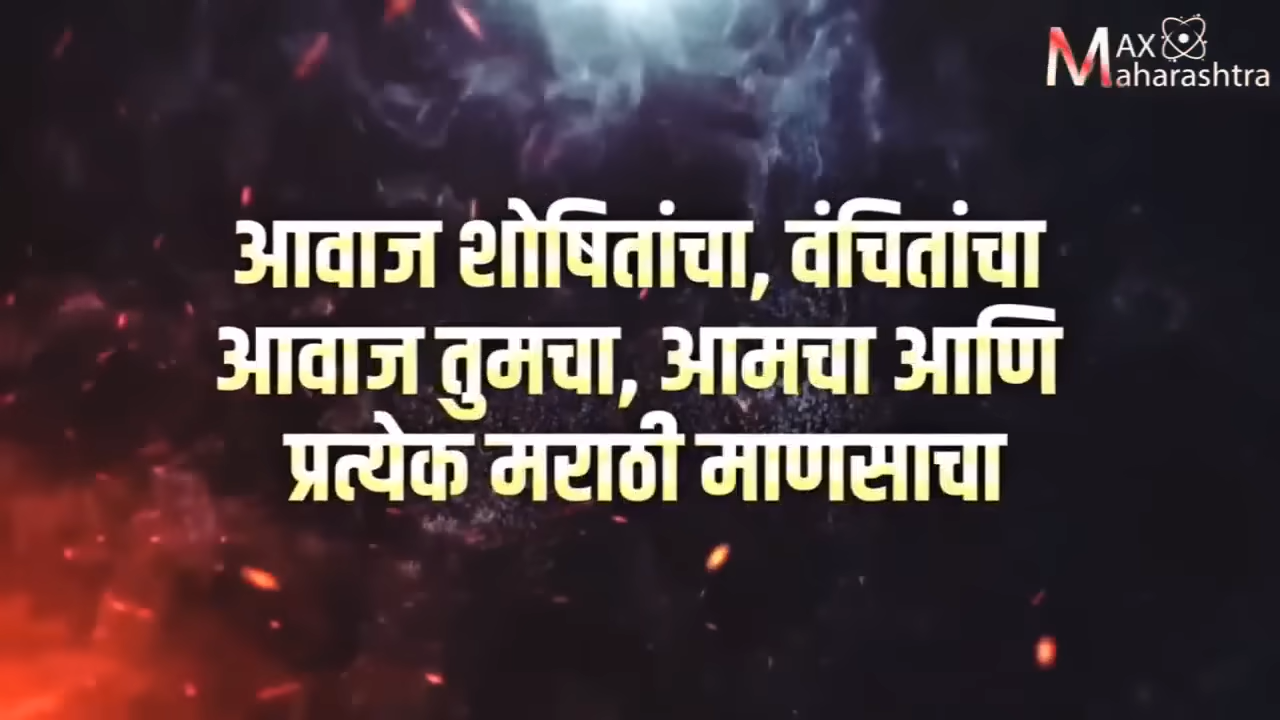 MAX
Maharashtra
आवाज शोषितांचा, वंचितांचा
आवाज तुमचा, आमचा आणि
प्रत्येक मराठी माणसाचा